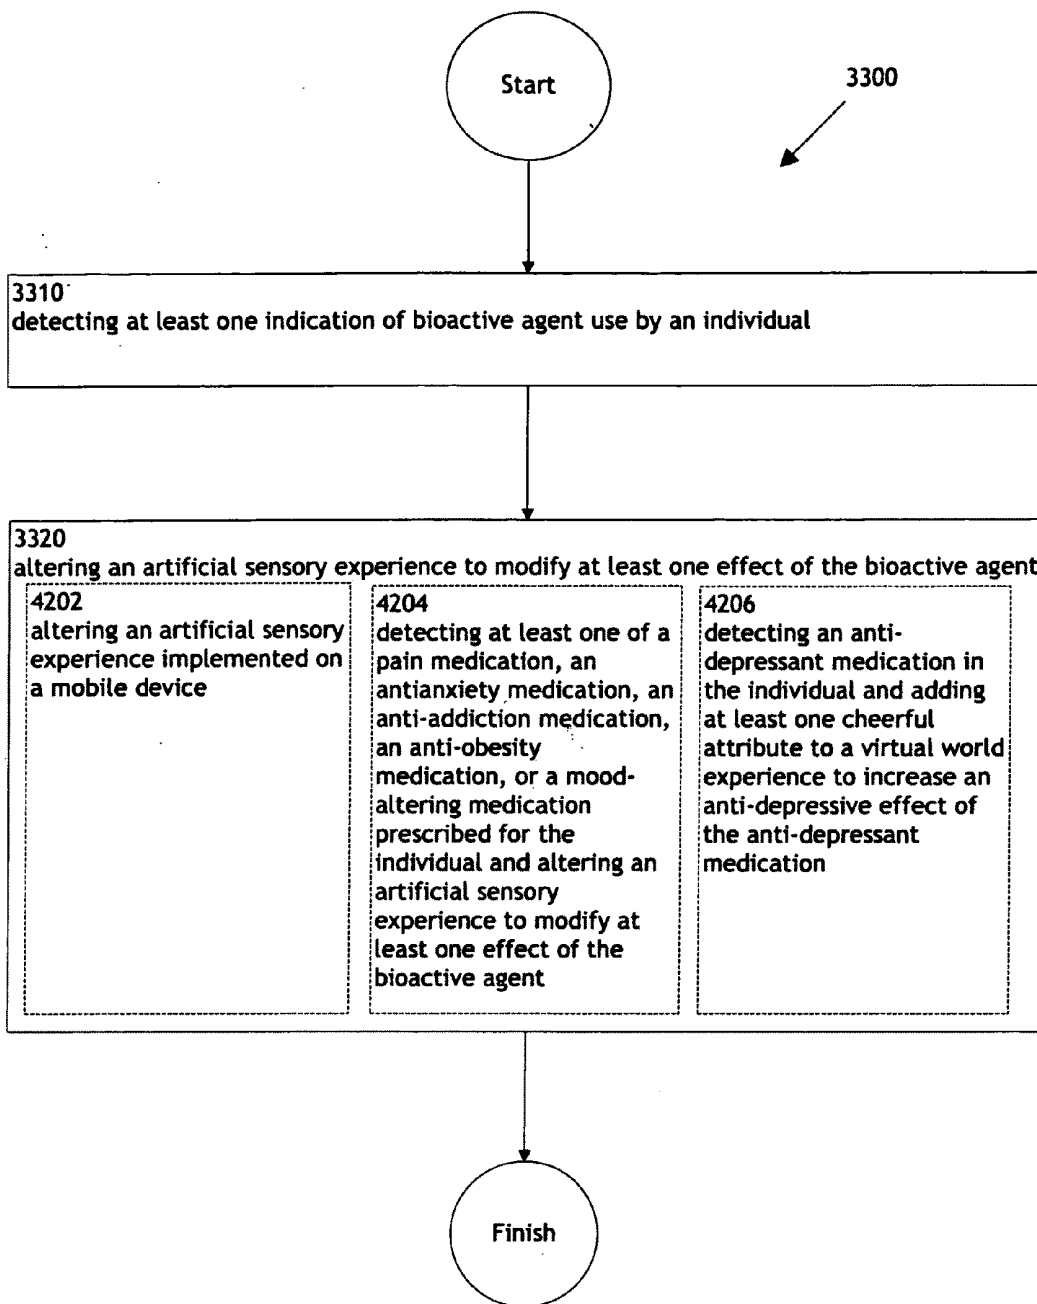 Start
3300
3310
detecting at least one indication of bioactive agent use by an individual
3320
altering an artificial sensory experience to modify at least one effect of the bioactive agent
4202
altering an artificial sensory
experience implemented on
a mobile device
4204
detecting at least one of a
pain medication, an
antianxiety medication, an
anti-addiction medication,
an anti-obesity
medication, or a mood-
altering medication
prescribed for the
individual and altering an
artificial sensory
experience to modify at
least one effect of the
bioactive agent
4206
detecting an anti-
depressant medication in
the individual and adding
at least one cheerful
attribute to a virtual world
experience to increase an
anti-depressive effect of
the anti-depressant
medication
Finish